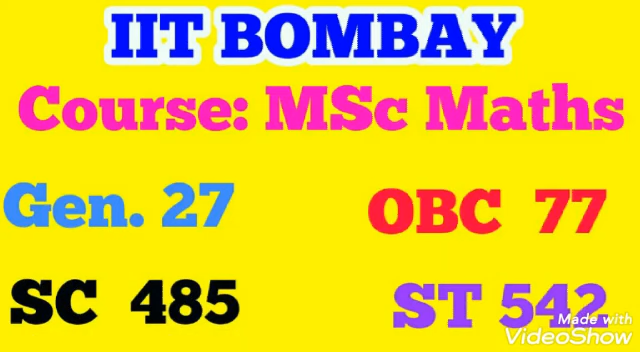 IIT BOMBAY
Course: MSc Maths
Gen. 27 OBC 77
SC 485 ST 542
Made with
VideoShow